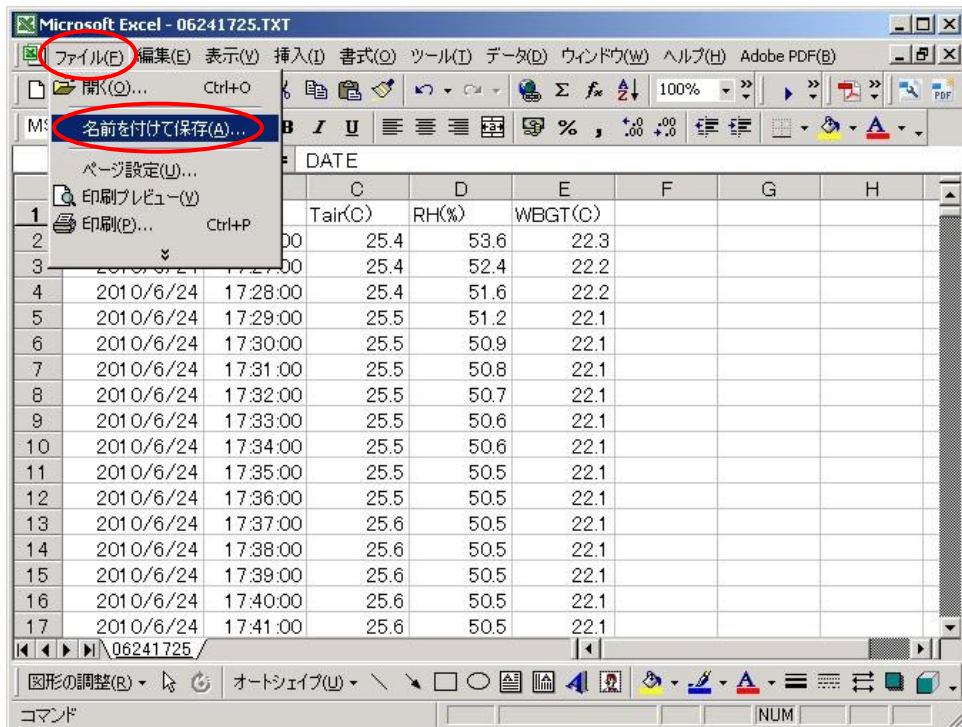 Microsoft Excel - 06241725.TXT
ファイル(F) 編集(E) 表示(V) 挿入(I) 書式(O) ツール(T) データ(D) ウィンドウ(W) ヘルプ(H) Adobe PDF(B)
開く(O)... Ctrl+O
100%
名前を付けて保存(A)...
B I U
DATE
ページ設定(U)...
印刷プレビュー(V)
印刷(P)... Ctrl+P
C D E F G H
1 Tair(C) RH(%) WBGT(C)
2 25.4 53.6 22.3
3 25.4 52.4 22.2
4 2010/6/24 17:28:00 25.4 51.6 22.2
5 2010/6/24 17:29:00 25.5 51.2 22.1
6 2010/6/24 17:30:00 25.5 50.9 22.1
7 2010/6/24 17:31:00 25.5 50.8 22.1
8 2010/6/24 17:32:00 25.5 50.7 22.1
9 2010/6/24 17:33:00 25.5 50.6 22.1
10 2010/6/24 17:34:00 25.5 50.6 22.1
11 2010/6/24 17:35:00 25.5 50.5 22.1
12 2010/6/24 17:36:00 25.5 50.5 22.1
13 2010/6/24 17:37:00 25.6 50.5 22.1
14 2010/6/24 17:38:00 25.6 50.5 22.1
15 2010/6/24 17:39:00 25.6 50.5 22.1
16 2010/6/24 17:40:00 25.6 50.5 22.1
17 2010/6/24 17:41:00 25.6 50.5 22.1
06241725
図形の調整(R) オートシェイプ(U)
コマンド NUM